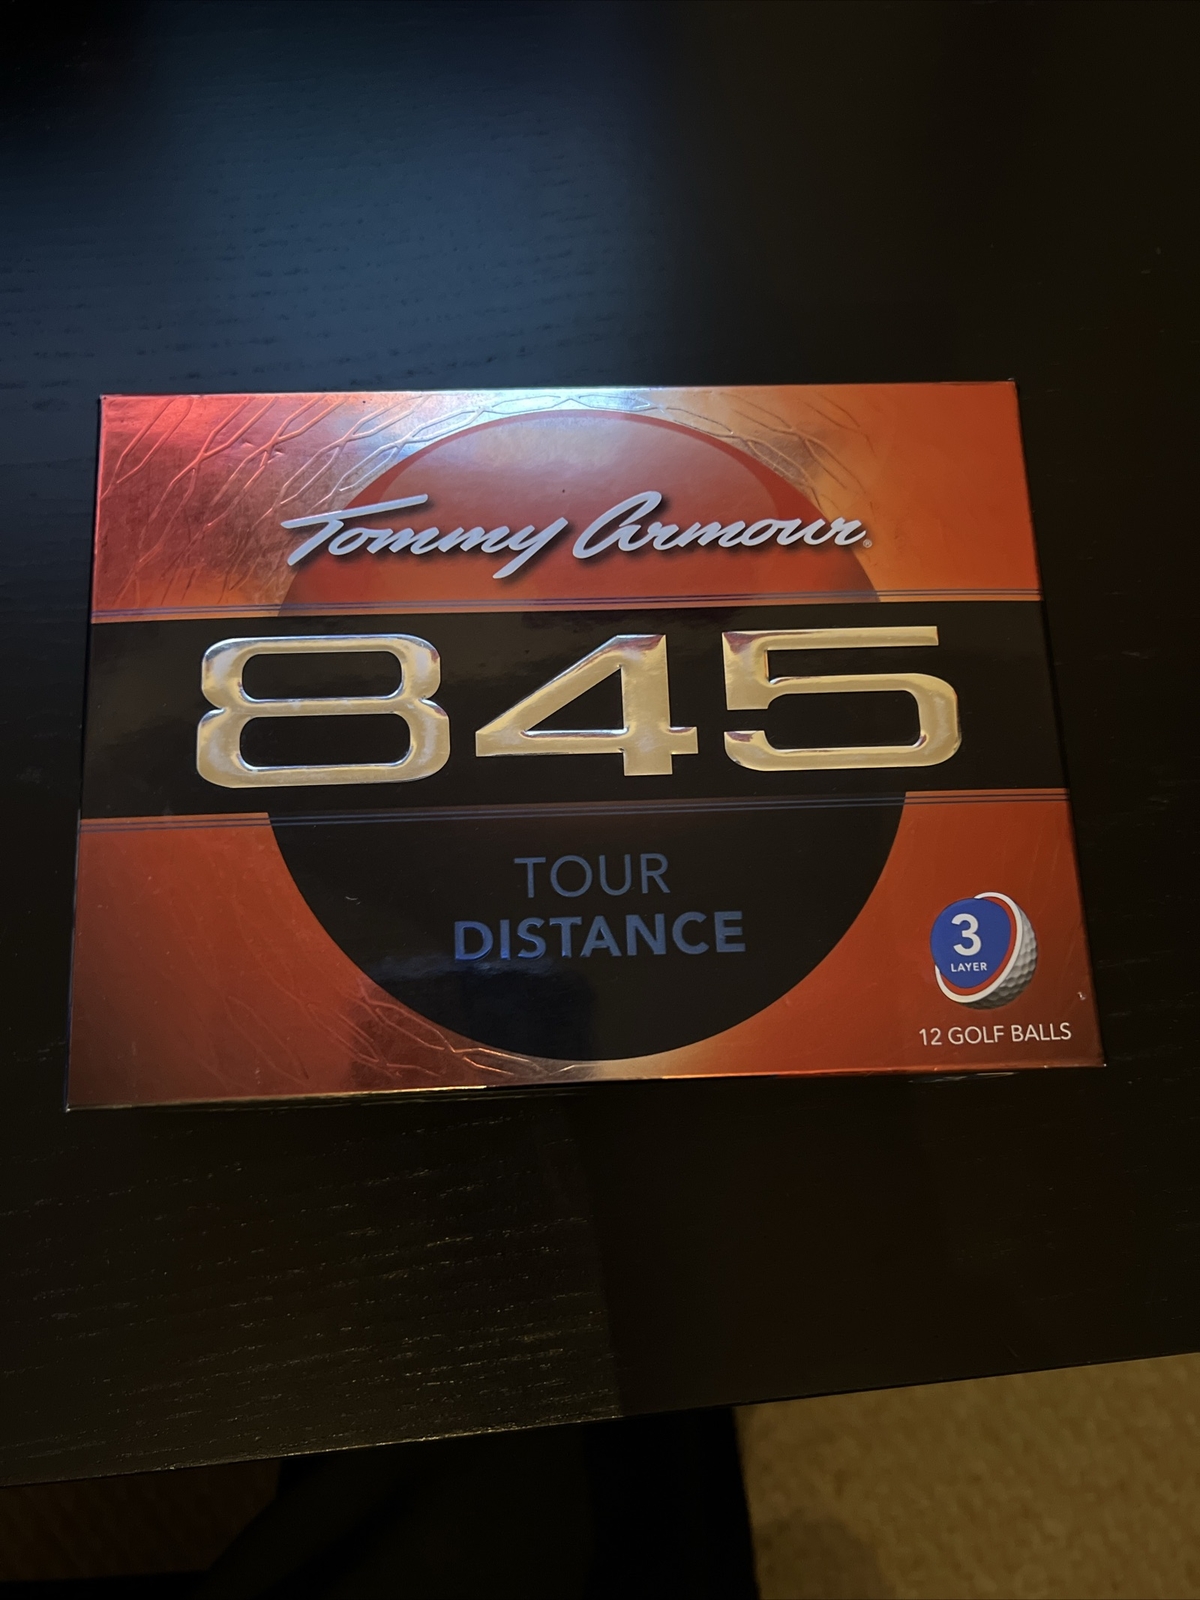 Tommy Armour®
845
TOUR
DISTANCE
3
LAYER
12 GOLF BALLS